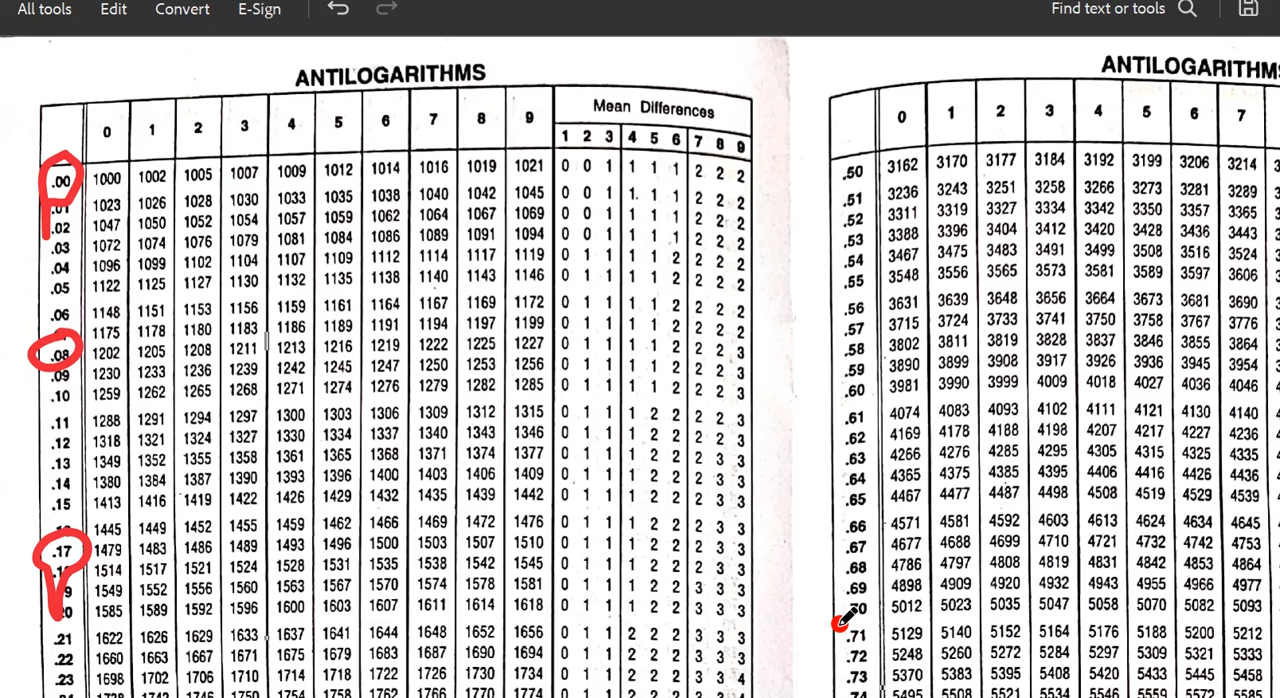 All tools Edit Convert E-Sign Find text or tools
ANTILOGARITHMS
Mean Differences
0 1 2 3 4 5 6 7 8 9 1 2 3 4 5 6 7 8 9
.00 1000 1002 1005 1007 1009 1012 1014 1016 1019 1021 0 0 1 1 1 1 2 2 2
1023 1026 1028 1030 1033 1035 1038 1040 1042 1045 0 0 1 1. 1 1 2 2 2
.02 1047 1050 1052 1054 1057 1059 1062 1064 1067 1069 0 0 1 1 1 1 2 2 2
.03 1072 1074 1076 1079 1081 1084 1086 1089 1091 1094 0 0 1 1 1 1 2 2 2
.04 1096 1099 1102 1104 1107 1109 1112 1114 1117 1119 0 1 1 1 1 2 2 2 2
.05 1122 1125 1127 1130 1132 1135 1138 1140 1143 1146 0 1 1 1 1 2 2 2 2
.06 1148 1151 1153 1156 1159 1161 1164 1167 1169 1172 0 1 1 1 1 2 2 2 2
1175 1178 1180 1183 1186 1189 1191 1194 1197 1199 0 1 1 1 1 2 2 2 2
.08 1202 1205 1208 1211 1213 1216 1219 1222 1225 1227 0 1 1 1 1 2 2 2 3
.09 1230 1233 1236 1239 1242 1245 1247 1250 1253 1256 0 1 1 1 1 2 2 2 3
.10 1259 1262 1265 1268 1271 1274 1276 1279 1282 1285 0 1 1 1 1 2 2 2 3
.11 1288 1291 1294 1297 1300 1303 1306 1309 1312 1315 0 1 1 1 2 2 2 2 3
.12 1318 1321 1324 1327 1330 1334 1337 1340 1343 1346 0 1 1 1 2 2 2 2 3
.13 1349 1352 1355 1358 1361 1365 1368 1371 1374 1377 0 1 1 1 2 2 2 3 3
.14 1380 1384 1387 1390 1393 1396 1400 1403 1406 1409 0 1 1 1 2 2 2 3 3
.15 1413 1416 1419 1422 1426 1429 1432 1435 1439 1442 0 1 1 1 2 2 2 3 3
1445 1449 1452 1455 1459 1462 1466 1469 1472 1476 0 1 1 1 2 2 2 3 3
.17 1479 1483 1486 1489 1493 1496 1500 1503 1507 1510 0 1 1 1 2 2 2 3 3
1514 1517 1521 1524 1528 1531 1535 1538 1542 1545 0 1 1 1 2 2 2 3 3
1549 1552 1556 1560 1563 1567 1570 1574 1578 1581 0 1 1 1 2 2 3 3 3
1585 1589 1592 1596 1600 1603 1607 1611 1614 1618 0 1 1 1 2 2 3 3 3
.21 1622 1626 1629 1633 1637 1641 1644 1648 1652 1656 0 1 1 2 2 2 3 3 3
.22 1660 1663 1667 1671 1675 1679 1683 1687 1690 1694 0 1 1 2 2 2 3 3 3
.23 1698 1702 1706 1710 1714 1718 1722 1726 1730 1734 0 1 1 2 2 2 3 3 4
ANTILOGARITHMS
0 1 2 3 4 5 6 7
.50 3162 3170 3177 3184 3192 3199 3206 3214
.51 3236 3243 3251 3258 3266 3273 3281 3289
.52 3311 3319 3327 3334 3342 3350 3357 3365
.53 3388 3396 3404 3412 3420 3428 3436 3443
.54 3467 3475 3483 3491 3499 3508 3516 3524
.55 3548 3556 3565 3573 3581 3589 3597 3606
.56 3631 3639 3648 3656 3664 3673 3681 3690
.57 3715 3724 3733 3741 3750 3758 3767 3776
.58 3802 3811 3819 3828 3837 3846 3855 3864
.59 3890 3899 3908 3917 3926 3936 3945 3954
.60 3981 3990 3999 4009 4018 4027 4036 4046
.61 4074 4083 4093 4102 4111 4121 4130 4140
.62 4169 4178 4188 4198 4207 4217 4227 4236
.63 4266 4276 4285 4295 4305 4315 4325 4335
.64 4365 4375 4385 4395 4406 4416 4426 4436
.65 4467 4477 4487 4498 4508 4519 4529 4539
.66 4571 4581 4592 4603 4613 4624 4634 4645
.67 4677 4688 4699 4710 4721 4732 4742 4753
.68 4786 4797 4808 4819 4831 4842 4853 4864
.69 4898 4909 4920 4932 4943 4955 4966 4977
5012 5023 5035 5047 5058 5070 5082 5093
.71 5129 5140 5152 5164 5176 5188 5200 5212
.72 5248 5260 5272 5284 5297 5309 5321 5333
.73 5370 5383 5395 5408 5420 5433 5445 5458